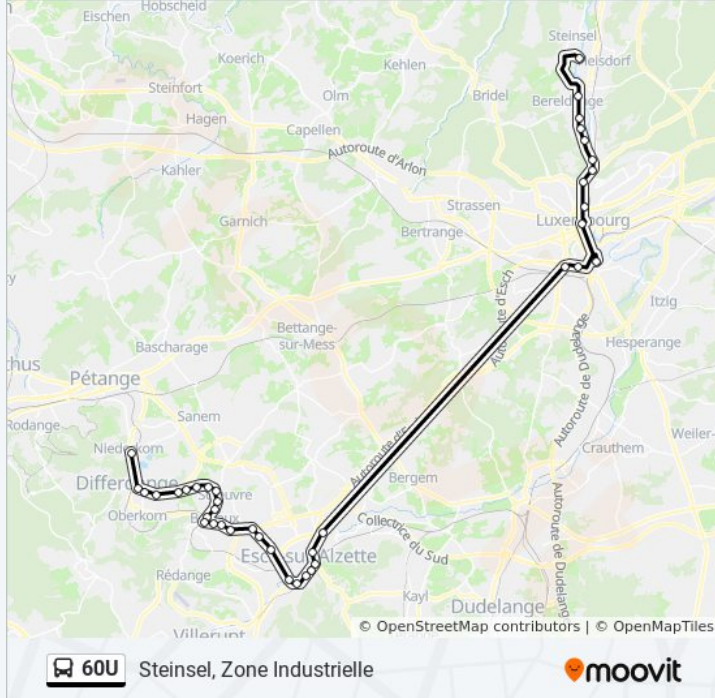 Hobscheid
Eischen
Steinsel
Koerich
Kehlen
Heisdorf
Steinfort
Olm
Bridel
Bereldange
Hagen
Capellen
Autoroute d'Arlon
Kahler
Strassen
Garnich
Luxembourg
Bertrange
Autoroute d'Esch
Itzig
Bettange-
sur-Mess
Hesperange
Bascharage
Autoroute de Dudelange
Pétange
Rodange
Sanem
Weiler-
Niederkorn
Crauthem
Bergem
Differdange
Oberkorn
Collectrice du Sud
Esch-sur-Alzette
Autoroute de Dudelang
Rédange
Kayl
Dudelange
Villerupt
© OpenStreetMap contributors | © OpenMapTiles
60U Steinsel, Zone Industrielle
moovit